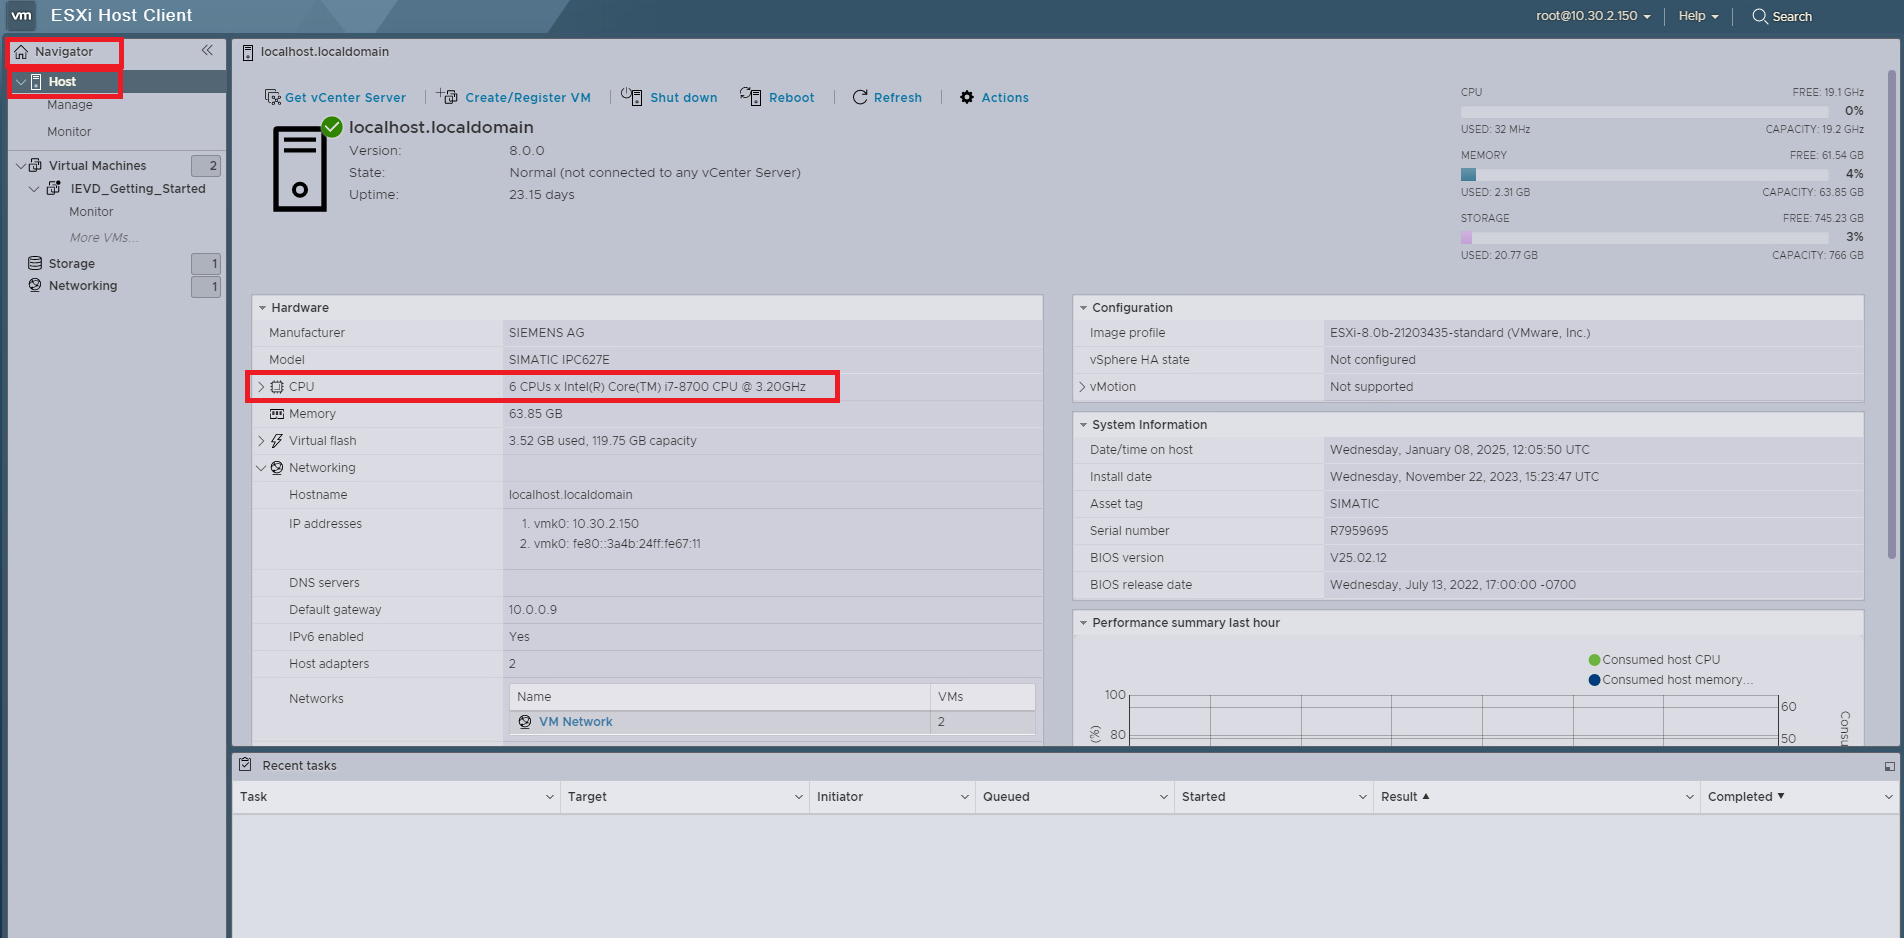 vm ESXi Host Client
root@10.30.2.150 Help Search
Navigator
Host
Manage
Monitor
Virtual Machines 2
IEVD_Getting_Started
Monitor
More VMs...
Storage 1
Networking 1
localhost.localdomain
Get vCenter Server Create/Register VM Shut down Reboot Refresh Actions
localhost.localdomain
Version: 8.0.0
State: Normal (not connected to any vCenter Server)
Uptime: 23.15 days
CPU FREE: 19.1 GHz
0%
USED: 32 MHz CAPACITY: 19.2 GHz
MEMORY FREE: 61.54 GB
4%
USED: 2.31 GB CAPACITY: 63.85 GB
STORAGE FREE: 745.23 GB
3%
USED: 20.77 GB CAPACITY: 766 GB
Hardware
Manufacturer SIEMENS AG
Model SIMATIC IPC627E
CPU 6 CPUs x Intel(R) Core(TM) i7-8700 CPU @ 3.20GHz
Memory 63.85 GB
Virtual flash 3.52 GB used, 119.75 GB capacity
Networking
Hostname localhost.localdomain
IP addresses 1. vmk0: 10.30.2.150
2. vmk0: fe80::3a4b:24ff:fe67:11
DNS servers
Default gateway 10.0.0.9
IPv6 enabled Yes
Host adapters 2
Networks Name VMs
VM Network 2
Configuration
Image profile ESXi-8.0b-21203435-standard (VMware, Inc.)
vSphere HA state Not configured
vMotion Not supported
System Information
Date/time on host Wednesday, January 08, 2025, 12:05:50 UTC
Install date Wednesday, November 22, 2023, 15:23:47 UTC
Asset tag SIMATIC
Serial number R7959695
BIOS version V25.02.12
BIOS release date Wednesday, July 13, 2022, 17:00:00 -0700
Performance summary last hour
Consumed host CPU
Consumed host memory...
100 60
80 50
(%)
Consu
Recent tasks
Task Target Initiator Queued Started Result Completed